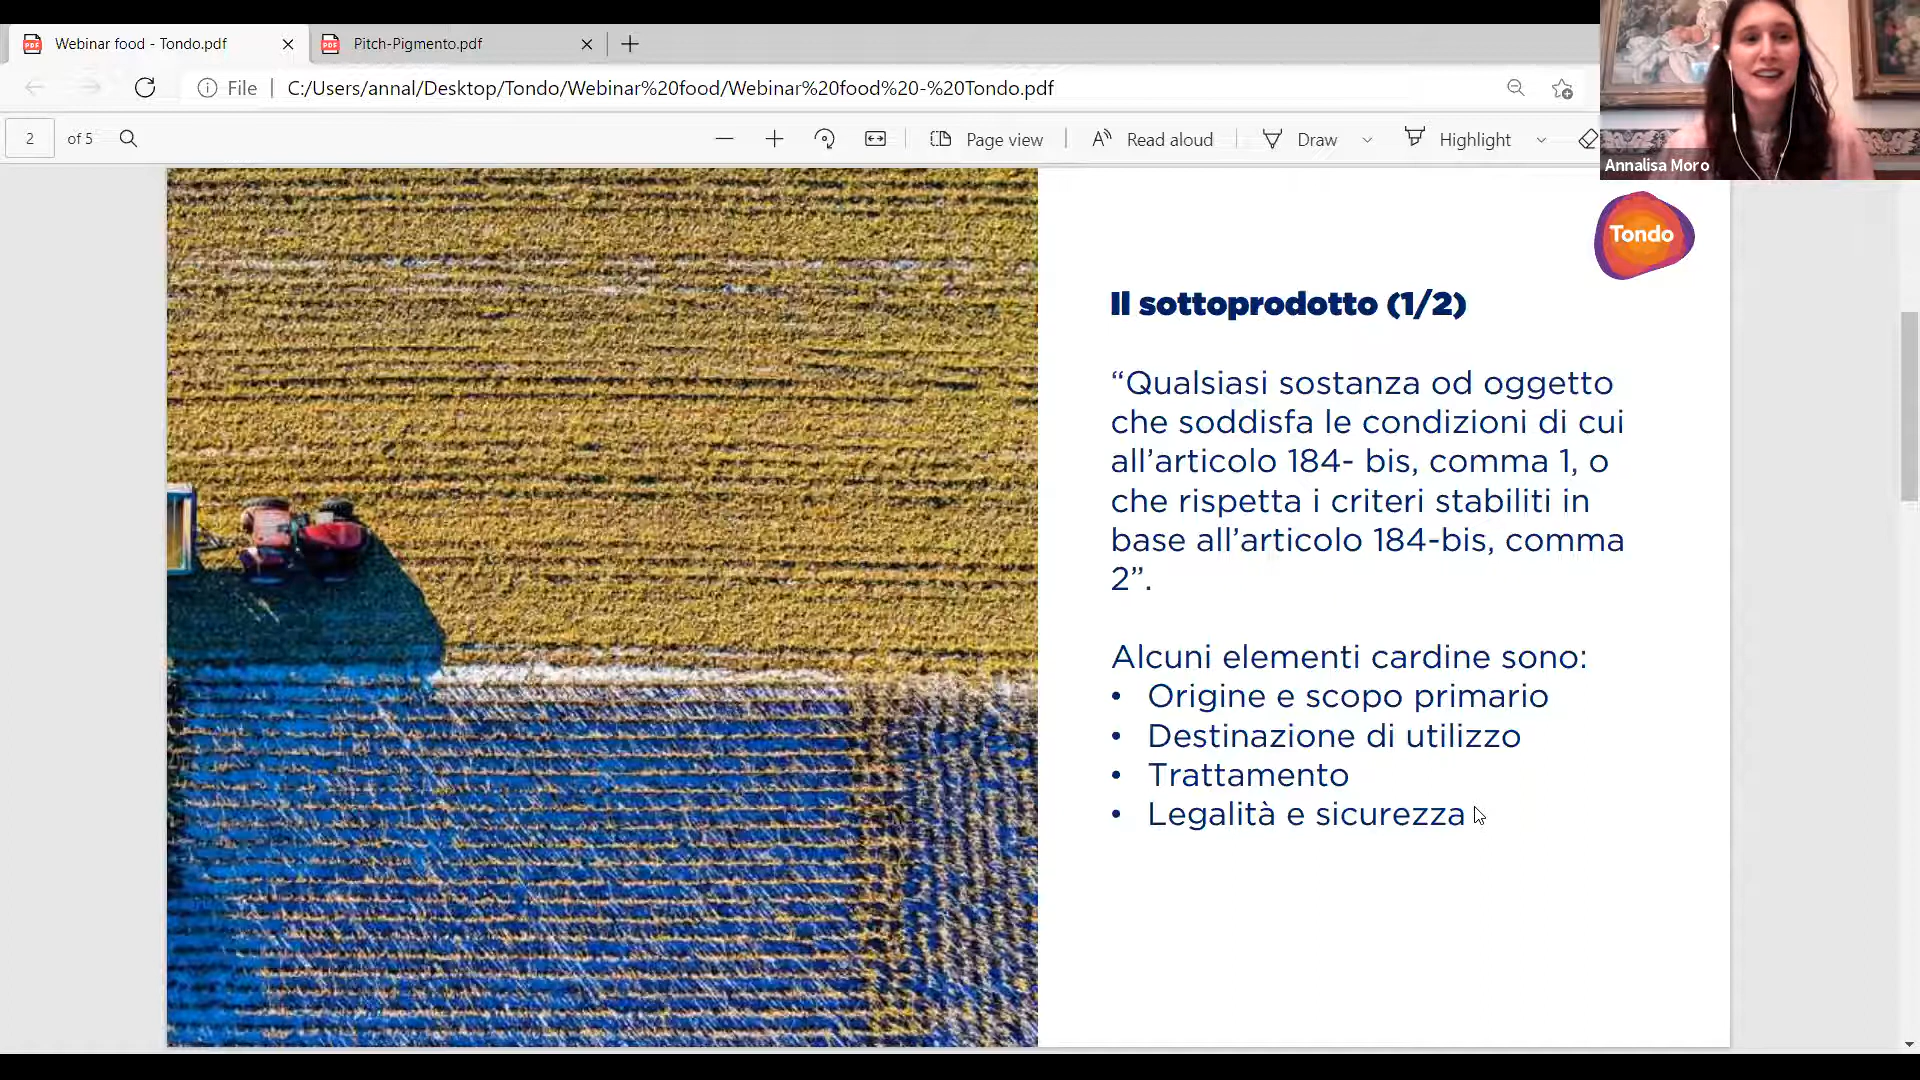 Webinar food - Tondo.pdf
Pitch-Pigmento.pdf
File
C:/Users/annal/Desktop/Tondo/Webinar%20food/Webinar%20food%20-%20Tondo.pdf
2 of 5
Page view
Read aloud
Draw
Highlight
Annalisa Moro
Tondo
Il sottoprodotto (1/2)
“Qualsiasi sostanza od oggetto
che soddisfa le condizioni di cui
all’articolo 184- bis, comma 1, o
che rispetta i criteri stabiliti in
base all’articolo 184-bis, comma
2”.
Alcuni elementi cardine sono:
• Origine e scopo primario
• Destinazione di utilizzo
• Trattamento
• Legalità e sicurezza